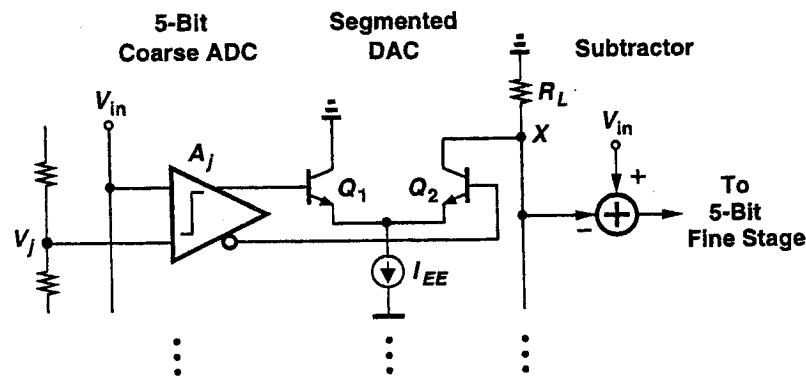 5-Bit
Coarse ADC
Segmented
DAC
Subtractor
V_in
A_j
R_L
X
V_in
Q_1
Q_2
+
−
To
5-Bit
Fine Stage
V_j
I_EE